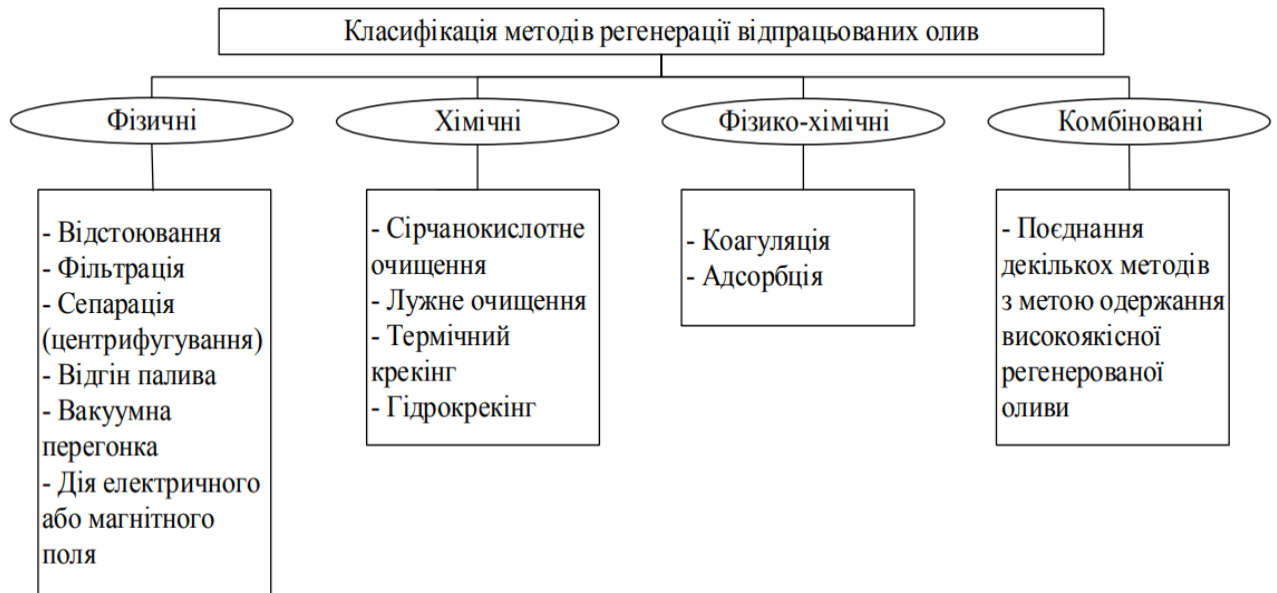 Класифікація методів регенерації відпрацьованих олив
Фізичні
Хімічні
Фізико-хімічні
Комбіновані
- Відстоювання
- Фільтрація
- Сепарація
(центрифугування)
- Відгін палива
- Вакуумна
перегонка
- Дія електричного
або магнітного
поля
- Сірчанокислотне
очищення
- Лужне очищення
- Термічний
крекінг
- Гідрокрекінг
- Коагуляція
- Адсорбція
- Поєднання
декількох методів
з метою одержання
високоякісної
регенерованої
оливи